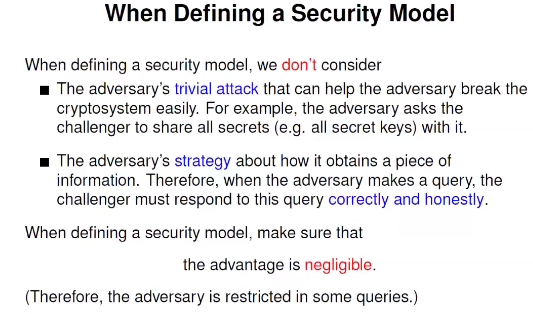 When Defining a Security Model
When defining a security model, we don't consider
■ The adversary's trivial attack that can help the adversary break the
cryptosystem easily. For example, the adversary asks the
challenger to share all secrets (e.g. all secret keys) with it.
■ The adversary's strategy about how it obtains a piece of
information. Therefore, when the adversary makes a query, the
challenger must respond to this query correctly and honestly.
When defining a security model, make sure that
the advantage is negligible.
(Therefore, the adversary is restricted in some queries.)